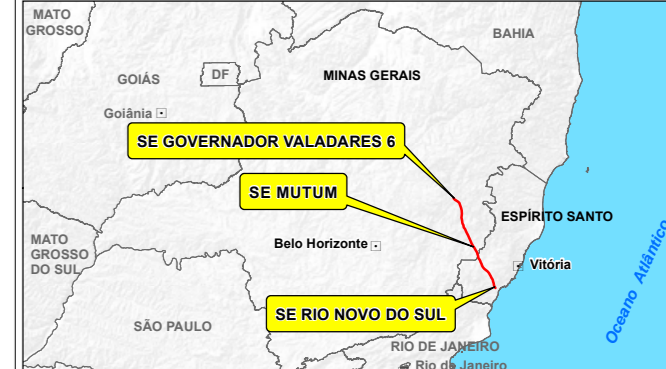 MATO
GROSSO
BAHIA
GOIÁS
DF
MINAS GERAIS
Goiânia
SE GOVERNADOR VALADARES 6
SE MUTUM
ESPÍRITO SANTO
MATO
GROSSO
DO SUL
Belo Horizonte
Vitória
Oceano Atlântico
SE RIO NOVO DO SUL
SÃO PAULO
RIO DE JANEIRO
Rio de Janeiro